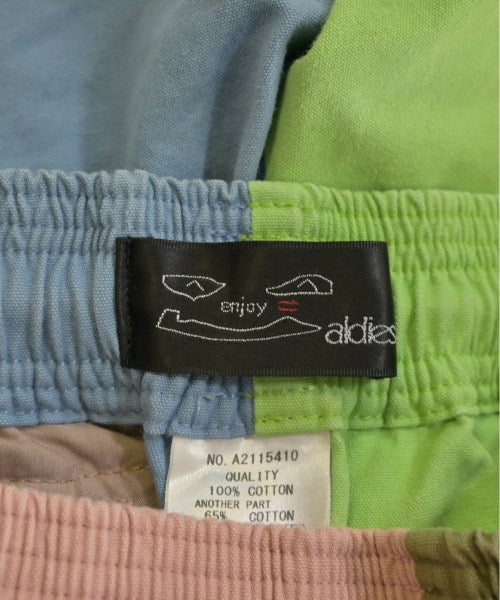 enjoy
aldies
NO. A2115410
QUALITY
100% COTTON
ANOTHER PART
65% COTTON